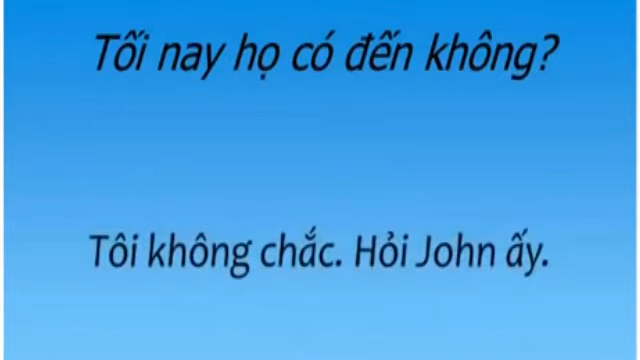 Tối nay họ có đến không?
Tôi không chắc. Hỏi John ấy.